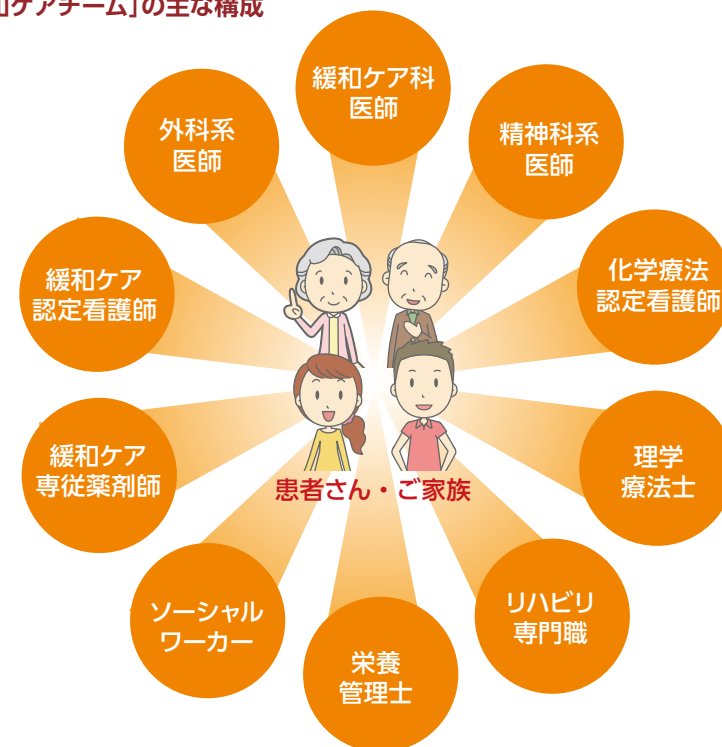 和ケアチーム」の主な構成
緩和ケア科
医師
精神科系
医師
化学療法
認定看護師
理学
療法士
リハビリ
専門職
栄養
管理士
ソーシャル
ワーカー
緩和ケア
専従薬剤師
緩和ケア
認定看護師
外科系
医師
患者さん・ご家族